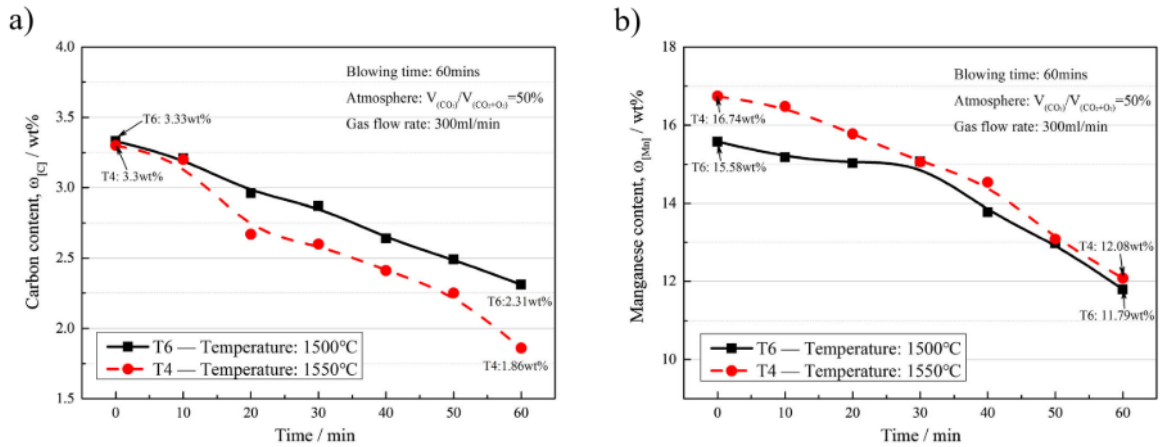 a)
4.0
3.5
3.0
2.5
2.0
1.5
Carbon content, ω[C] / wt%
Blowing time: 60mins
Atmosphere: V(CO₂)/V(CO₂+O₂)=50%
Gas flow rate: 300ml/min
T6: 3.33wt%
T4: 3.3wt%
T6:2.31wt%
T4:1.86wt%
T6 — Temperature: 1500℃
T4 — Temperature: 1550℃
0 10 20 30 40 50 60
Time / min
b)
18
16
14
12
10
9
Manganese content, ω[Mn] / wt%
Blowing time: 60mins
Atmosphere: V(CO₂)/V(CO₂+O₂)=50%
Gas flow rate: 300ml/min
T4: 16.74wt%
T6: 15.58wt%
T4: 12.08wt%
T6: 11.79wt%
T6 — Temperature: 1500℃
T4 — Temperature: 1550℃
0 10 20 30 40 50 60
Time / min